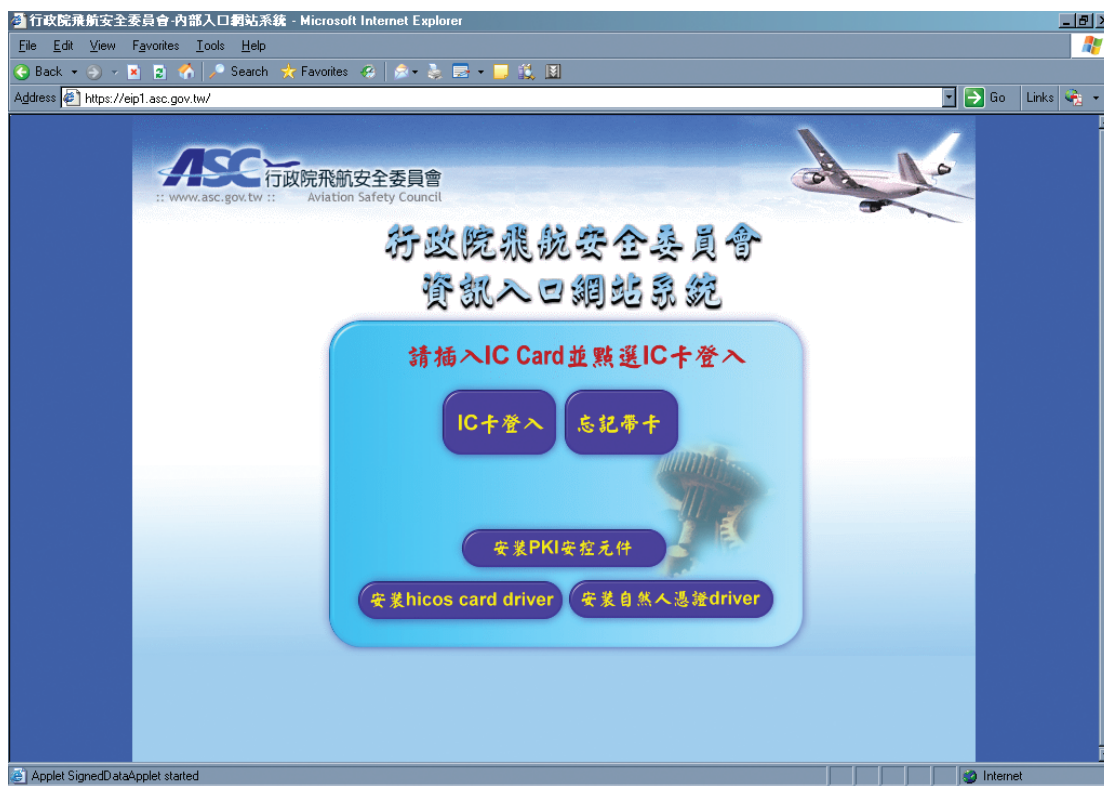 行政院飛航安全委員會-內部入口網站系統 - Microsoft Internet Explorer
File Edit View Favorites Tools Help
Back Search Favorites
Address https://eip1.asc.gov.tw/ Go Links
ASC 行政院飛航安全委員會
:: www.asc.gov.tw :: Aviation Safety Council
行政院飛航安全委員會
資訊入口網站系統
請插入IC Card並點選IC卡登入
IC卡登入 忘記帶卡
安裝PKI安控元件
安裝hicos card driver 安裝自然人憑證driver
Applet SignedDataApplet started Internet